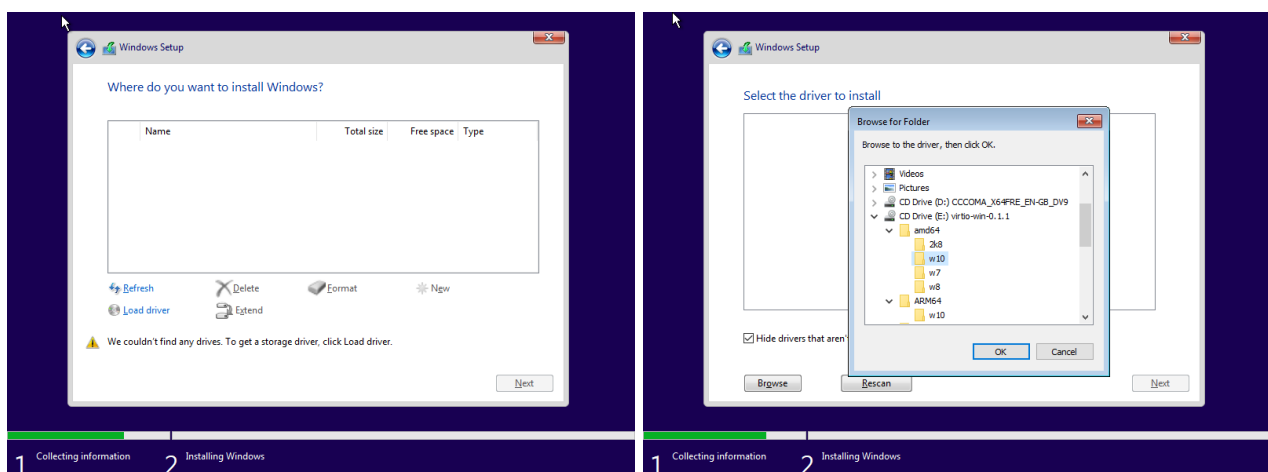 Windows Setup
Where do you want to install Windows?
Name Total size Free space Type
Refresh Delete Format New
Load driver Extend
We couldn't find any drives. To get a storage driver, click Load driver.
Next
1 Collecting information 2 Installing Windows
Windows Setup
Select the driver to install
Browse for Folder
Browse to the driver, then click OK.
Videos
Pictures
CD Drive (D:) CCCOMA_X64FRE_EN-GB_DV9
CD Drive (E:) virtio-win-0.1.1
amd64
2k8
w10
w7
w8
ARM64
w10
Hide drivers that aren'
OK Cancel
Browse Rescan Next
1 Collecting information 2 Installing Windows